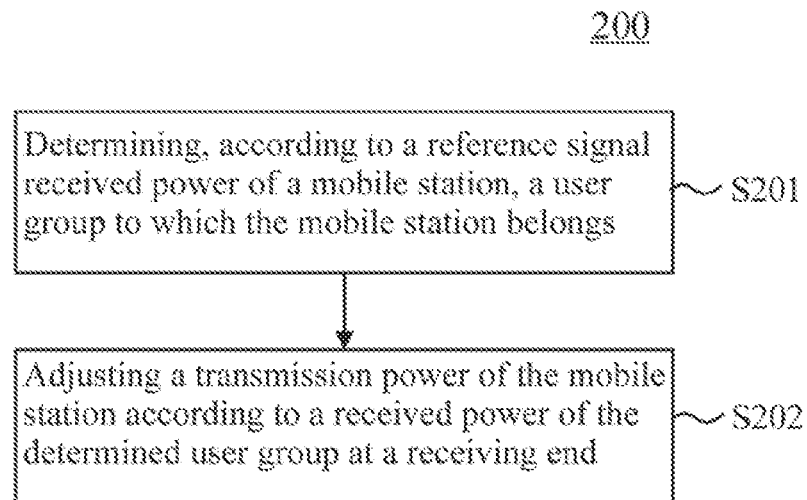 200
Determining, according to a reference signal
received power of a mobile station, a user
group to which the mobile station belongs
S201
Adjusting a transmission power of the mobile
station according to a received power of the
determined user group at a receiving end
S202